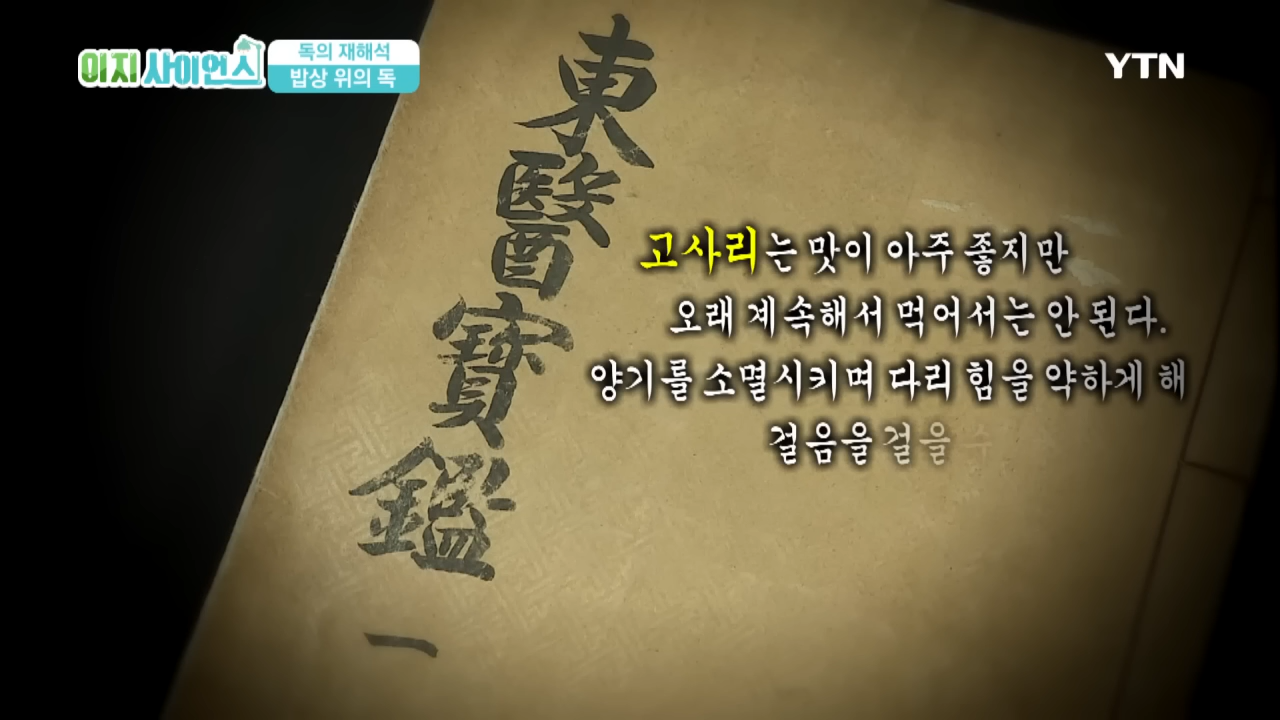 이지 사이언스
독의 재해석
밥상 위의 독
YTN
東醫寶鑑
一
고사리는 맛이 아주 좋지만
오래 계속해서 먹어서는 안 된다.
양기를 소멸시키며 다리 힘을 약하게 해
걸음을 걸을 수